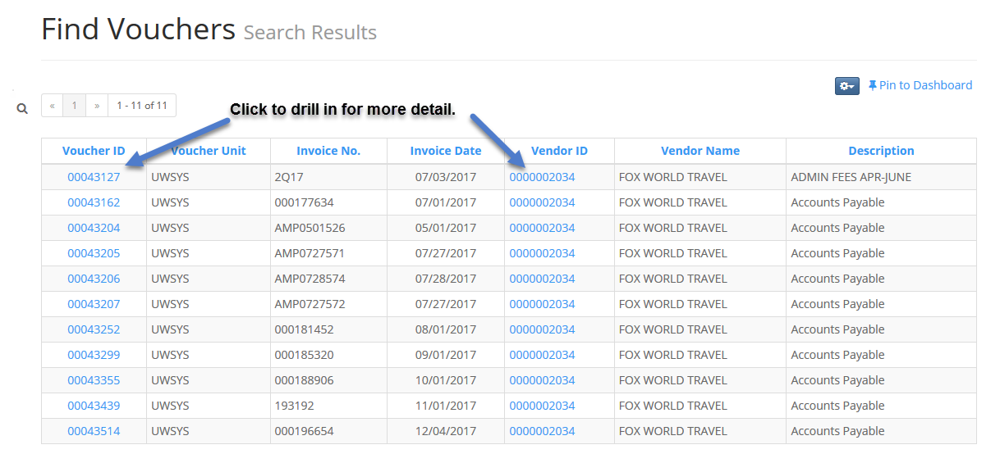 Find Vouchers Search Results
Pin to Dashboard
« 1 » 1 - 11 of 11
Click to drill in for more detail.
Voucher ID Voucher Unit Invoice No. Invoice Date Vendor ID Vendor Name Description
00043127 UWSYS 2Q17 07/03/2017 0000002034 FOX WORLD TRAVEL ADMIN FEES APR-JUNE
00043162 UWSYS 000177634 07/01/2017 0000002034 FOX WORLD TRAVEL Accounts Payable
00043204 UWSYS AMP0501526 05/01/2017 0000002034 FOX WORLD TRAVEL Accounts Payable
00043205 UWSYS AMP0727571 07/27/2017 0000002034 FOX WORLD TRAVEL Accounts Payable
00043206 UWSYS AMP0728574 07/28/2017 0000002034 FOX WORLD TRAVEL Accounts Payable
00043207 UWSYS AMP0727572 07/27/2017 0000002034 FOX WORLD TRAVEL Accounts Payable
00043252 UWSYS 000181452 08/01/2017 0000002034 FOX WORLD TRAVEL Accounts Payable
00043299 UWSYS 000185320 09/01/2017 0000002034 FOX WORLD TRAVEL Accounts Payable
00043355 UWSYS 000188906 10/01/2017 0000002034 FOX WORLD TRAVEL Accounts Payable
00043439 UWSYS 193192 11/01/2017 0000002034 FOX WORLD TRAVEL Accounts Payable
00043514 UWSYS 000196654 12/04/2017 0000002034 FOX WORLD TRAVEL Accounts Payable